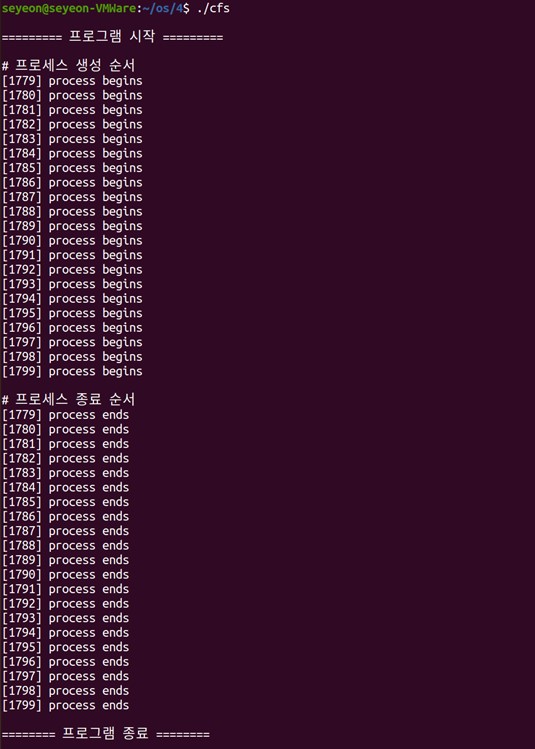 seyeon@seyeon-VMWare:~/os/4$ ./cfs
========= 프로그램 시작 =========
# 프로세스 생성 순서
[1779] process begins
[1780] process begins
[1781] process begins
[1782] process begins
[1783] process begins
[1784] process begins
[1785] process begins
[1786] process begins
[1787] process begins
[1788] process begins
[1789] process begins
[1790] process begins
[1791] process begins
[1792] process begins
[1793] process begins
[1794] process begins
[1795] process begins
[1796] process begins
[1797] process begins
[1798] process begins
[1799] process begins
# 프로세스 종료 순서
[1779] process ends
[1780] process ends
[1781] process ends
[1782] process ends
[1783] process ends
[1784] process ends
[1785] process ends
[1786] process ends
[1787] process ends
[1788] process ends
[1789] process ends
[1790] process ends
[1791] process ends
[1792] process ends
[1793] process ends
[1794] process ends
[1795] process ends
[1796] process ends
[1797] process ends
[1798] process ends
[1799] process ends
======== 프로그램 종료 ========